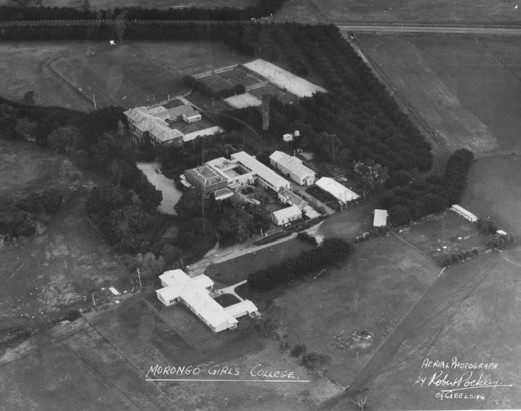 MORONGO GIRLS COLLEGE.
AERIAL PHOTOGRAPH
by Robert Pockley
OF GEELONG